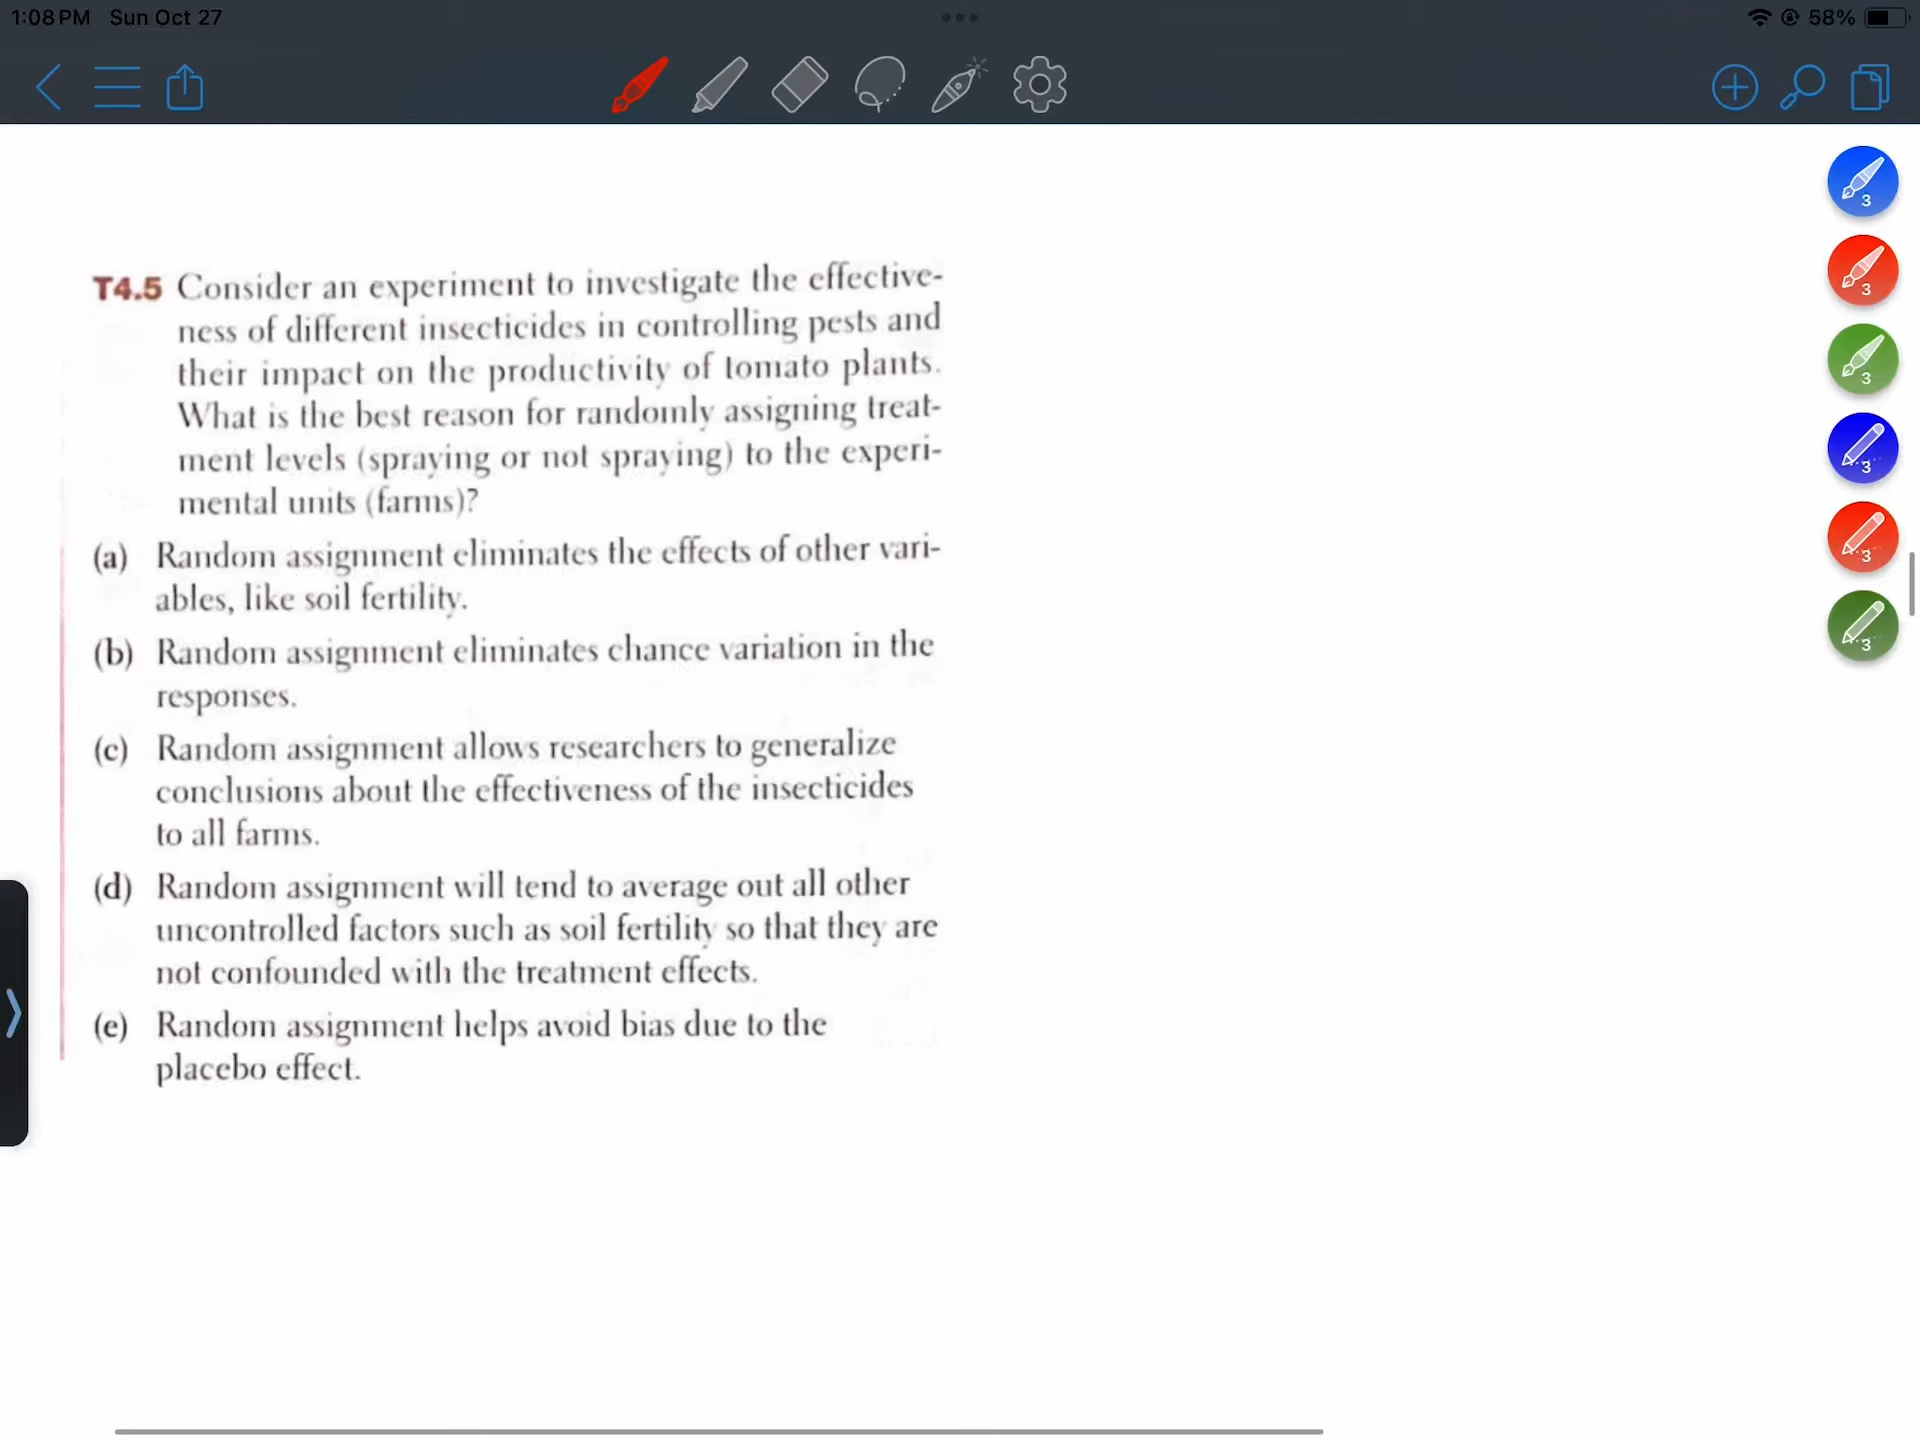 1:08 PM Sun Oct 27
58%
T4.5 Consider an experiment to investigate the effective-
ness of different insecticides in controlling pests and
their impact on the productivity of tomato plants.
What is the best reason for randomly assigning treat-
ment levels (spraying or not spraying) to the experi-
mental units (farms)?
(a) Random assignment eliminates the effects of other vari-
ables, like soil fertility.
(b) Random assignment eliminates chance variation in the
responses.
(c) Random assignment allows researchers to generalize
conclusions about the effectiveness of the insecticides
to all farms.
(d) Random assignment will tend to average out all other
uncontrolled factors such as soil fertility so that they are
not confounded with the treatment effects.
(e) Random assignment helps avoid bias due to the
placebo effect.
3
3
3
3
3
3